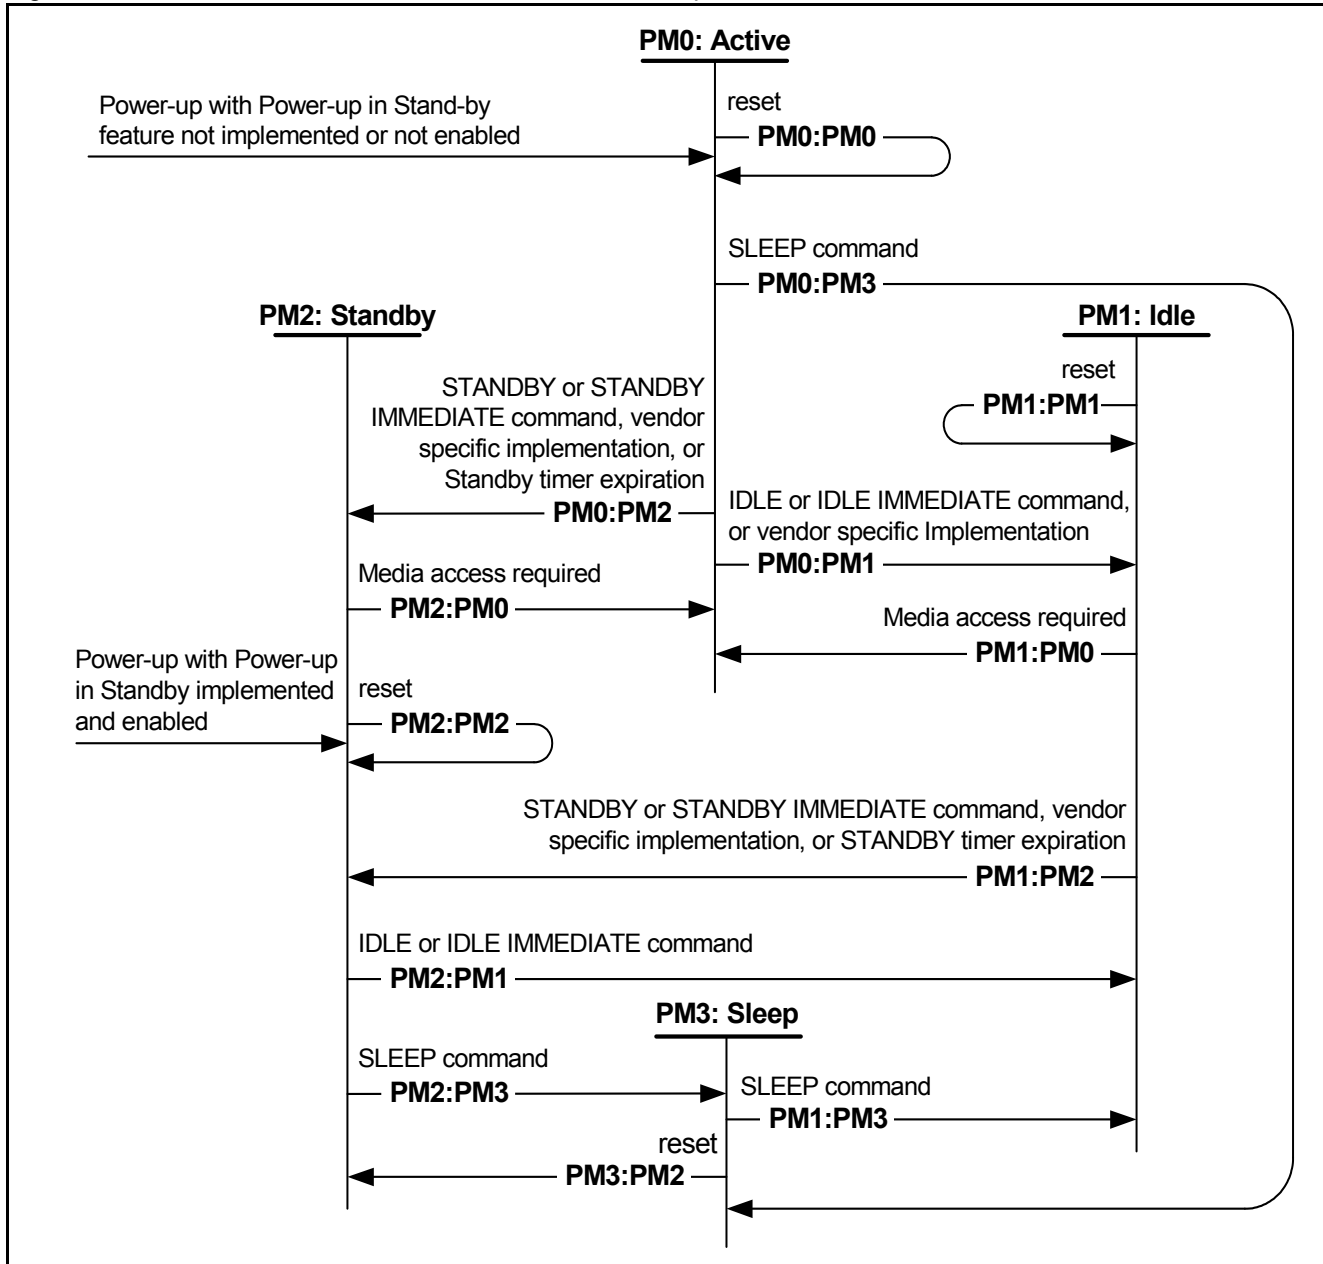 PM0: Active
Power-up with Power-up in Stand-by
feature not implemented or not enabled
reset
PM0:PM0
SLEEP command
PM0:PM3
PM2: Standby
PM1: Idle
reset
PM1:PM1
STANDBY or STANDBY
IMMEDIATE command, vendor
specific implementation, or
Standby timer expiration
PM0:PM2
IDLE or IDLE IMMEDIATE command,
or vendor specific Implementation
PM0:PM1
Media access required
PM2:PM0
Media access required
PM1:PM0
Power-up with Power-up
in Standby implemented
and enabled
reset
PM2:PM2
STANDBY or STANDBY IMMEDIATE command, vendor
specific implementation, or STANDBY timer expiration
PM1:PM2
IDLE or IDLE IMMEDIATE command
PM2:PM1
PM3: Sleep
SLEEP command
PM2:PM3
SLEEP command
PM1:PM3
reset
PM3:PM2